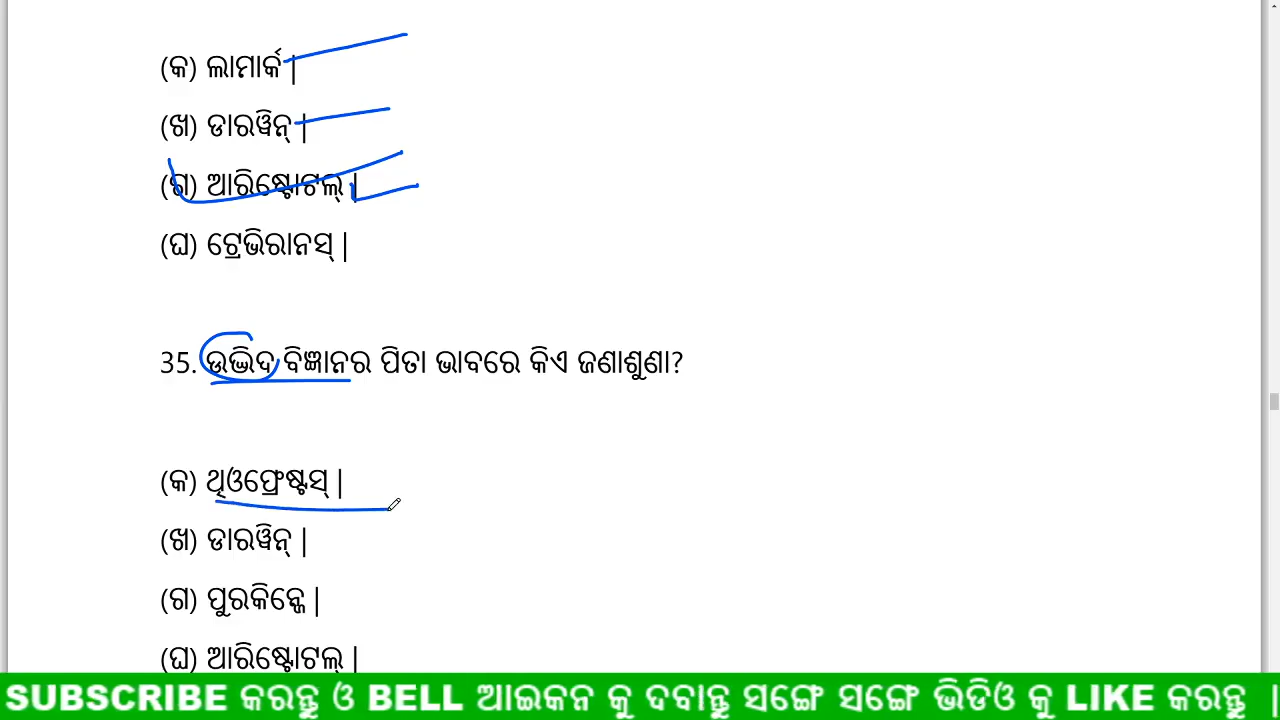 (କ) ଲାମାର୍କ |
(ଖ) ଡାରୱିନ୍ |
(ଗ) ଆରିଷ୍ଟୋଟଲ୍ |
(ଘ) ଟ୍ରେଭିରାନସ୍ |
35. ଉଦ୍ଭିଦ ବିଜ୍ଞାନର ପିତା ଭାବରେ କିଏ ଜଣାଶୁଣା?
(କ) ଥିଓଫ୍ରେଷ୍ଟସ୍ |
(ଖ) ଡାରୱିନ୍ |
(ଗ) ପୁରକିଞ୍ଜେ |
(ଘ) ଆରିଷ୍ଟୋଟଲ୍ |
SUBSCRIBE କରନ୍ତୁ ଓ BELL ଆଇକନ କୁ ଦବାନ୍ତୁ ସଙ୍ଗେ ସଙ୍ଗେ ଭିଡିଓ କୁ LIKE କରନ୍ତୁ |